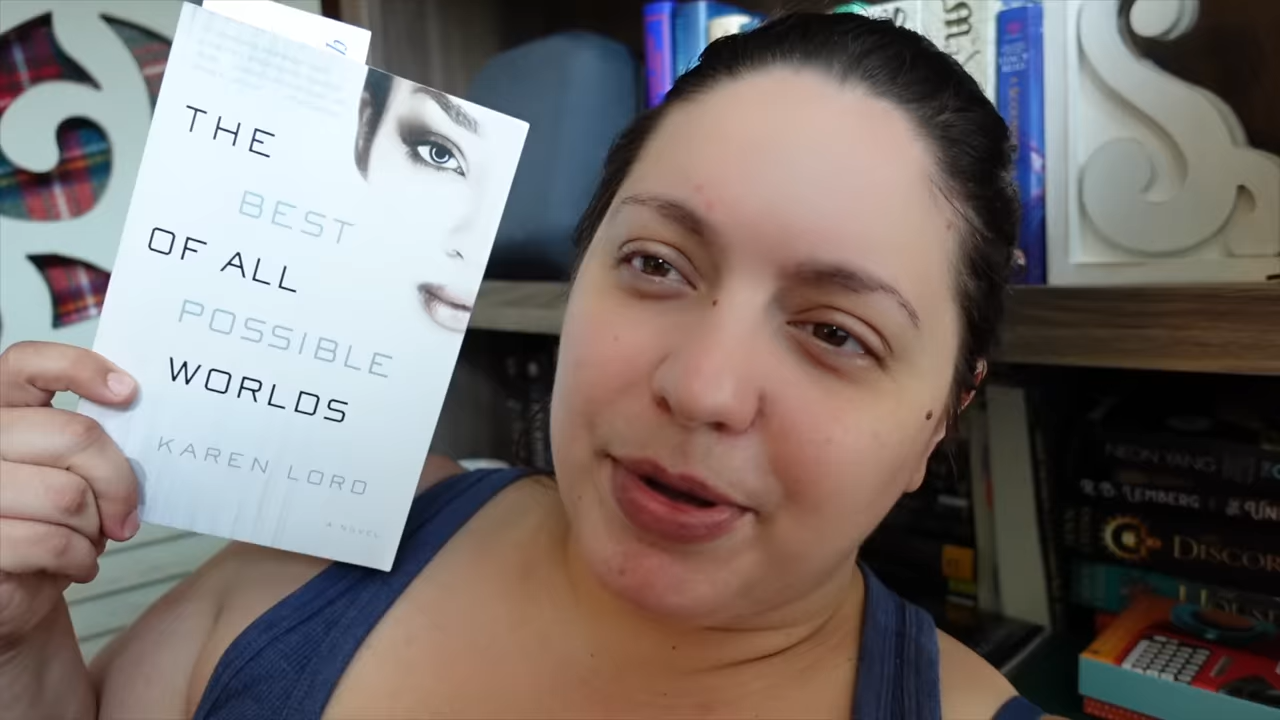 THE
BEST
OF ALL
POSSIBLE
WORLDS
KAREN LORD
A NOVEL
NEON YANG
R. B. LEMBERG
DISCOR